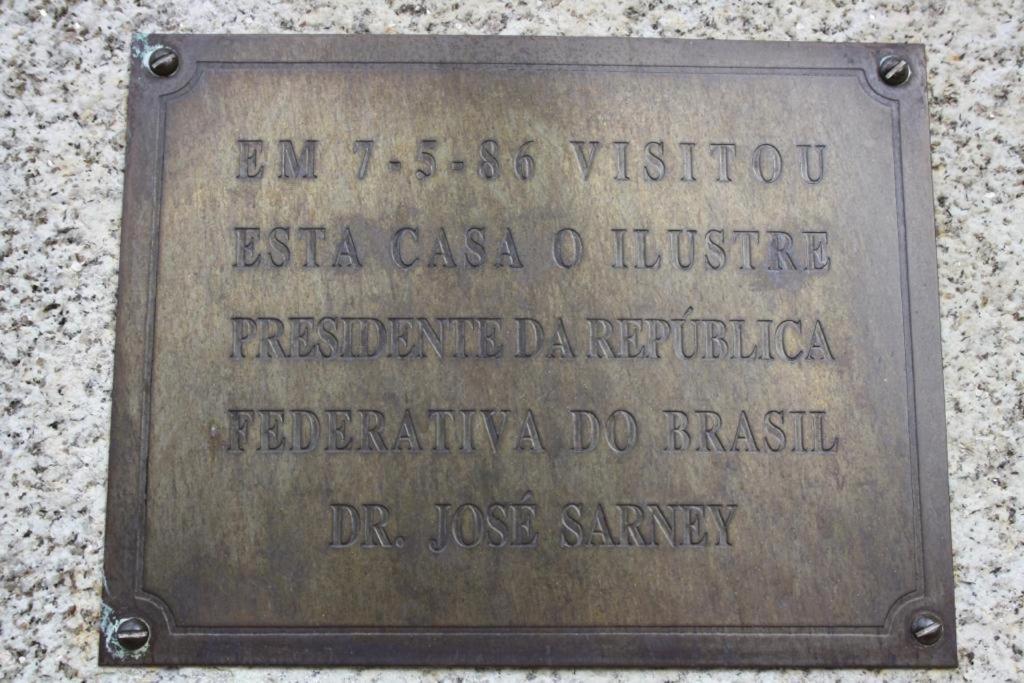 EM 7-5-86 VISITOU
ESTA CASA O ILUSTRE
PRESIDENTE DA REPÚBLICA
FEDERATIVA DO BRASIL
DR. JOSÉ SARNEY